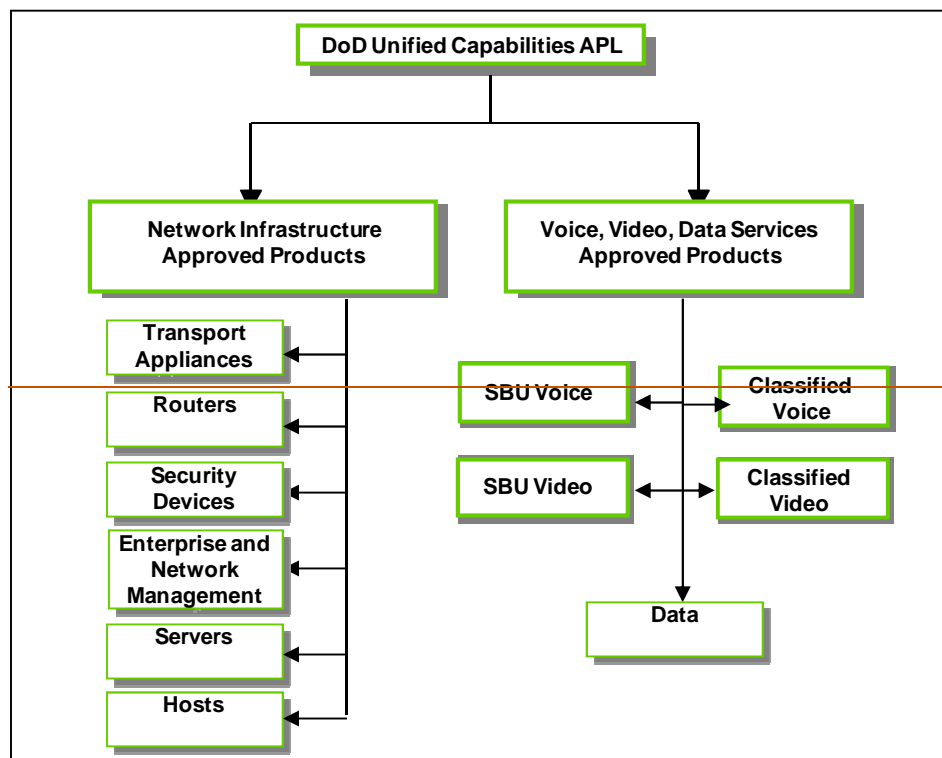 DoD Unified Capabilities APL
Network Infrastructure
Approved Products
Voice, Video, Data Services
Approved Products
Transport
Appliances
Routers
Security
Devices
Enterprise and
Network
Management
Servers
Hosts
SBU Voice
Classified
Voice
SBU Video
Classified
Video
Data